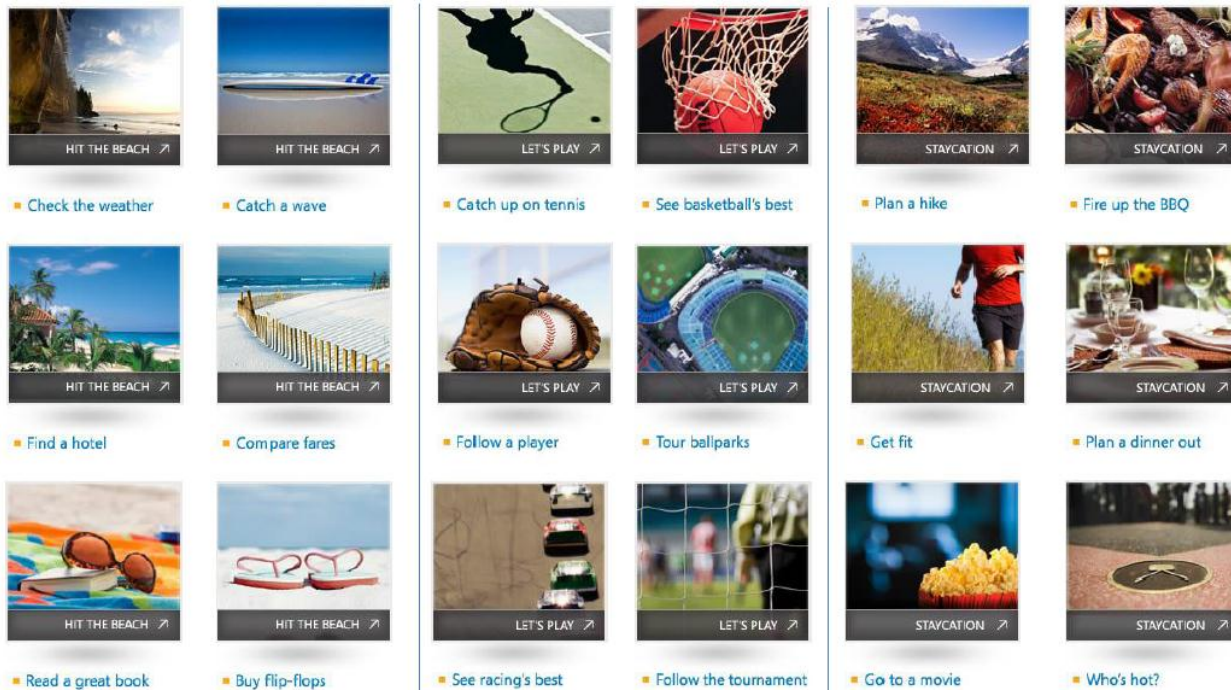 HIT THE BEACH
HIT THE BEACH
LET'S PLAY
LET'S PLAY
STAYCATION
STAYCATION
Check the weather
Catch a wave
Catch up on tennis
See basketball's best
Plan a hike
Fire up the BBQ
HIT THE BEACH
HIT THE BEACH
LET'S PLAY
LET'S PLAY
STAYCATION
STAYCATION
Find a hotel
Compare fares
Follow a player
Tour ballparks
Get fit
Plan a dinner out
HIT THE BEACH
HIT THE BEACH
LET'S PLAY
LET'S PLAY
STAYCATION
STAYCATION
Read a great book
Buy flip-flops
See racing's best
Follow the tournament
Go to a movie
Who's hot?